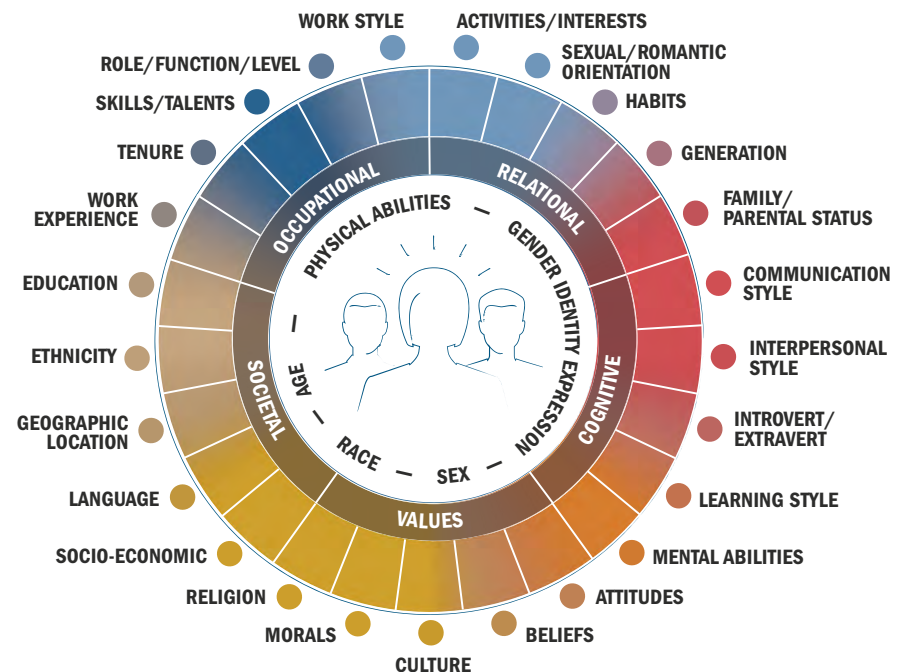 WORK STYLE
ACTIVITIES/INTERESTS
SEXUAL/ROMANTIC
ORIENTATION
HABITS
GENERATION
FAMILY/
PARENTAL STATUS
COMMUNICATION
STYLE
INTERPERSONAL
STYLE
INTROVERT/
EXTRAVERT
LEARNING STYLE
MENTAL ABILITIES
ATTITUDES
BELIEFS
CULTURE
MORALS
RELIGION
SOCIO-ECONOMIC
LANGUAGE
GEOGRAPHIC
LOCATION
ETHNICITY
EDUCATION
WORK
EXPERIENCE
TENURE
SKILLS/TALENTS
ROLE/FUNCTION/LEVEL
OCCUPATIONAL
RELATIONAL
COGNITIVE
VALUES
SOCIETAL
PHYSICAL ABILITIES — GENDER IDENTITY EXPRESSION — SEX — RACE — AGE —